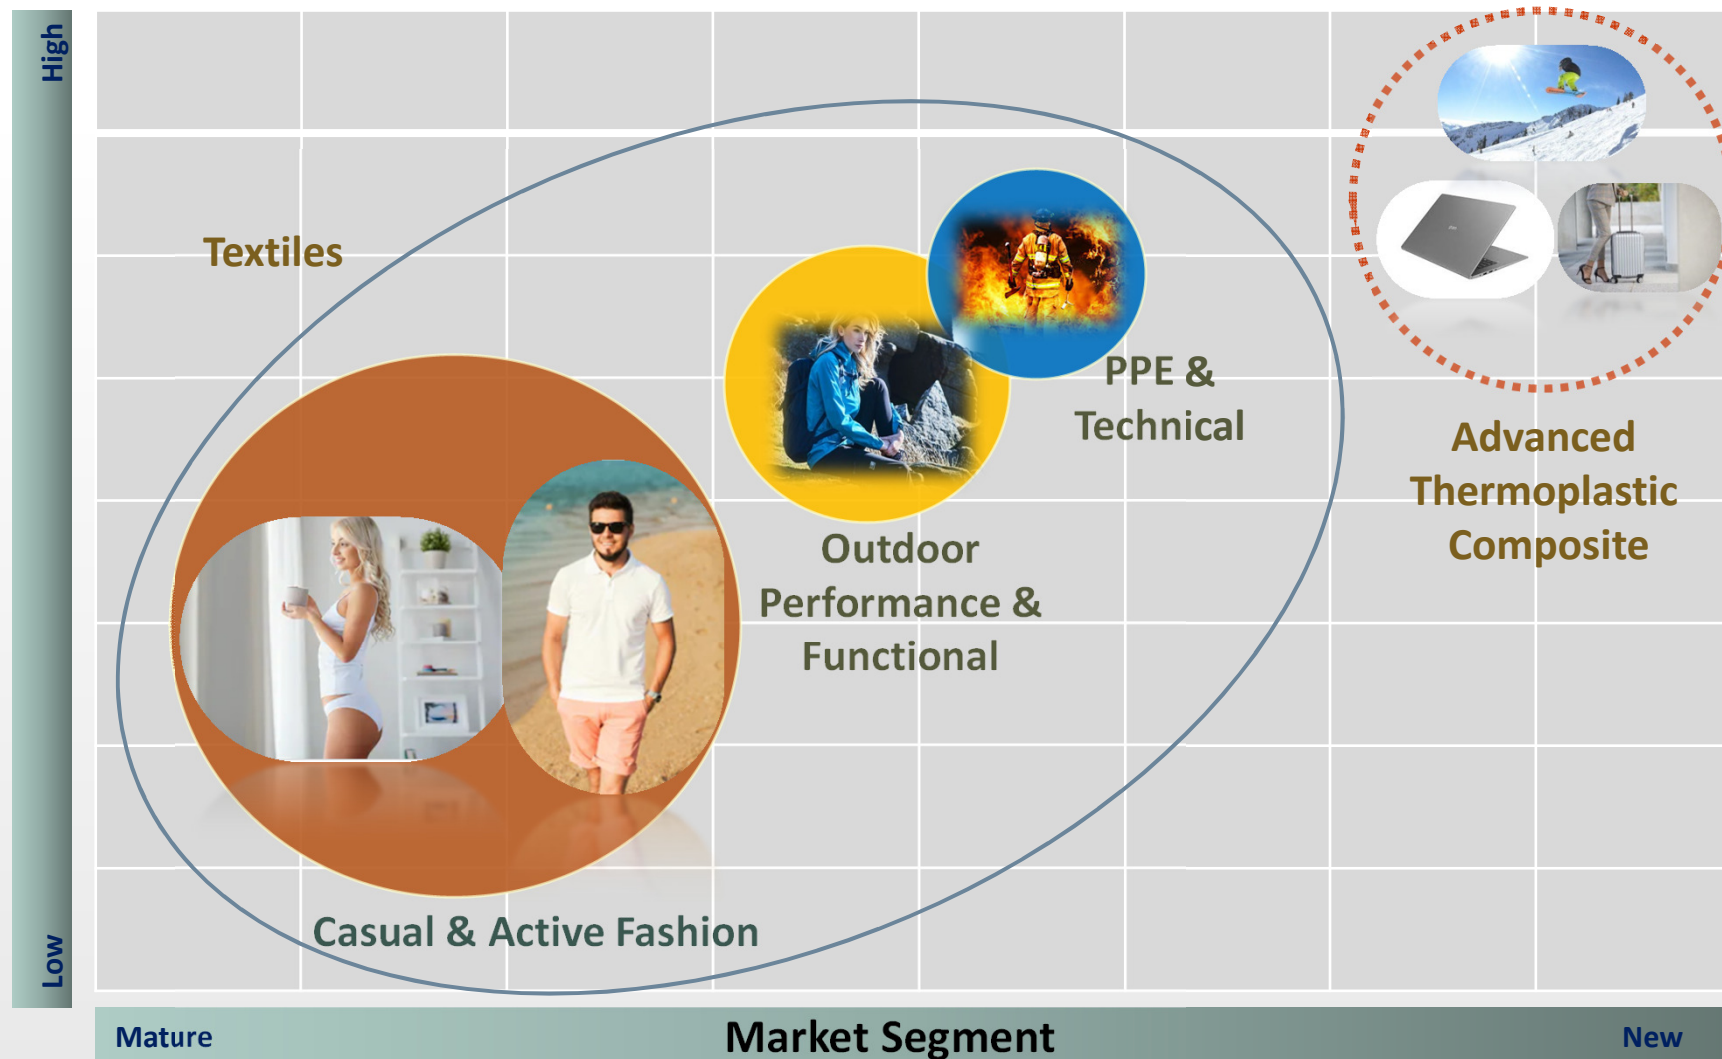 High
Textiles
PPE &
Technical
Advanced
Thermoplastic
Composite
Outdoor
Performance &
Functional
Casual & Active Fashion
Low
Mature
Market Segment
New